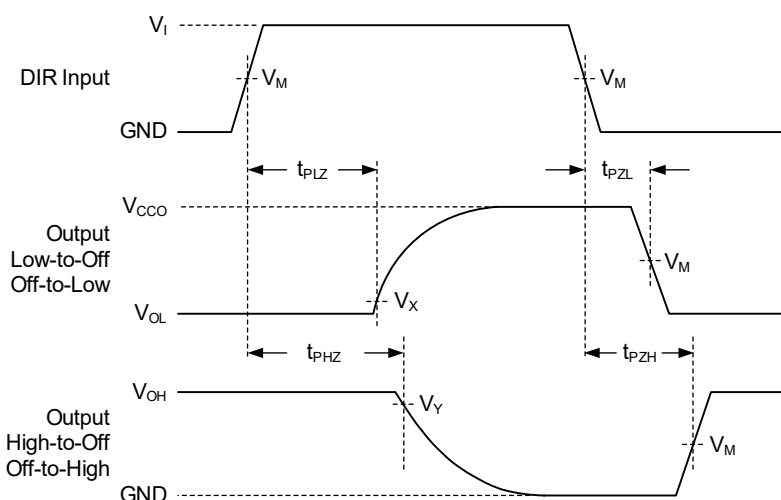 V_I
DIR Input
V_M
V_M
GND
t_PLZ
t_PZL
V_CCO
Output
Low-to-Off
Off-to-Low
V_M
V_X
V_OL
t_PHZ
t_PZH
V_OH
V_Y
Output
High-to-Off
Off-to-High
V_M
GND